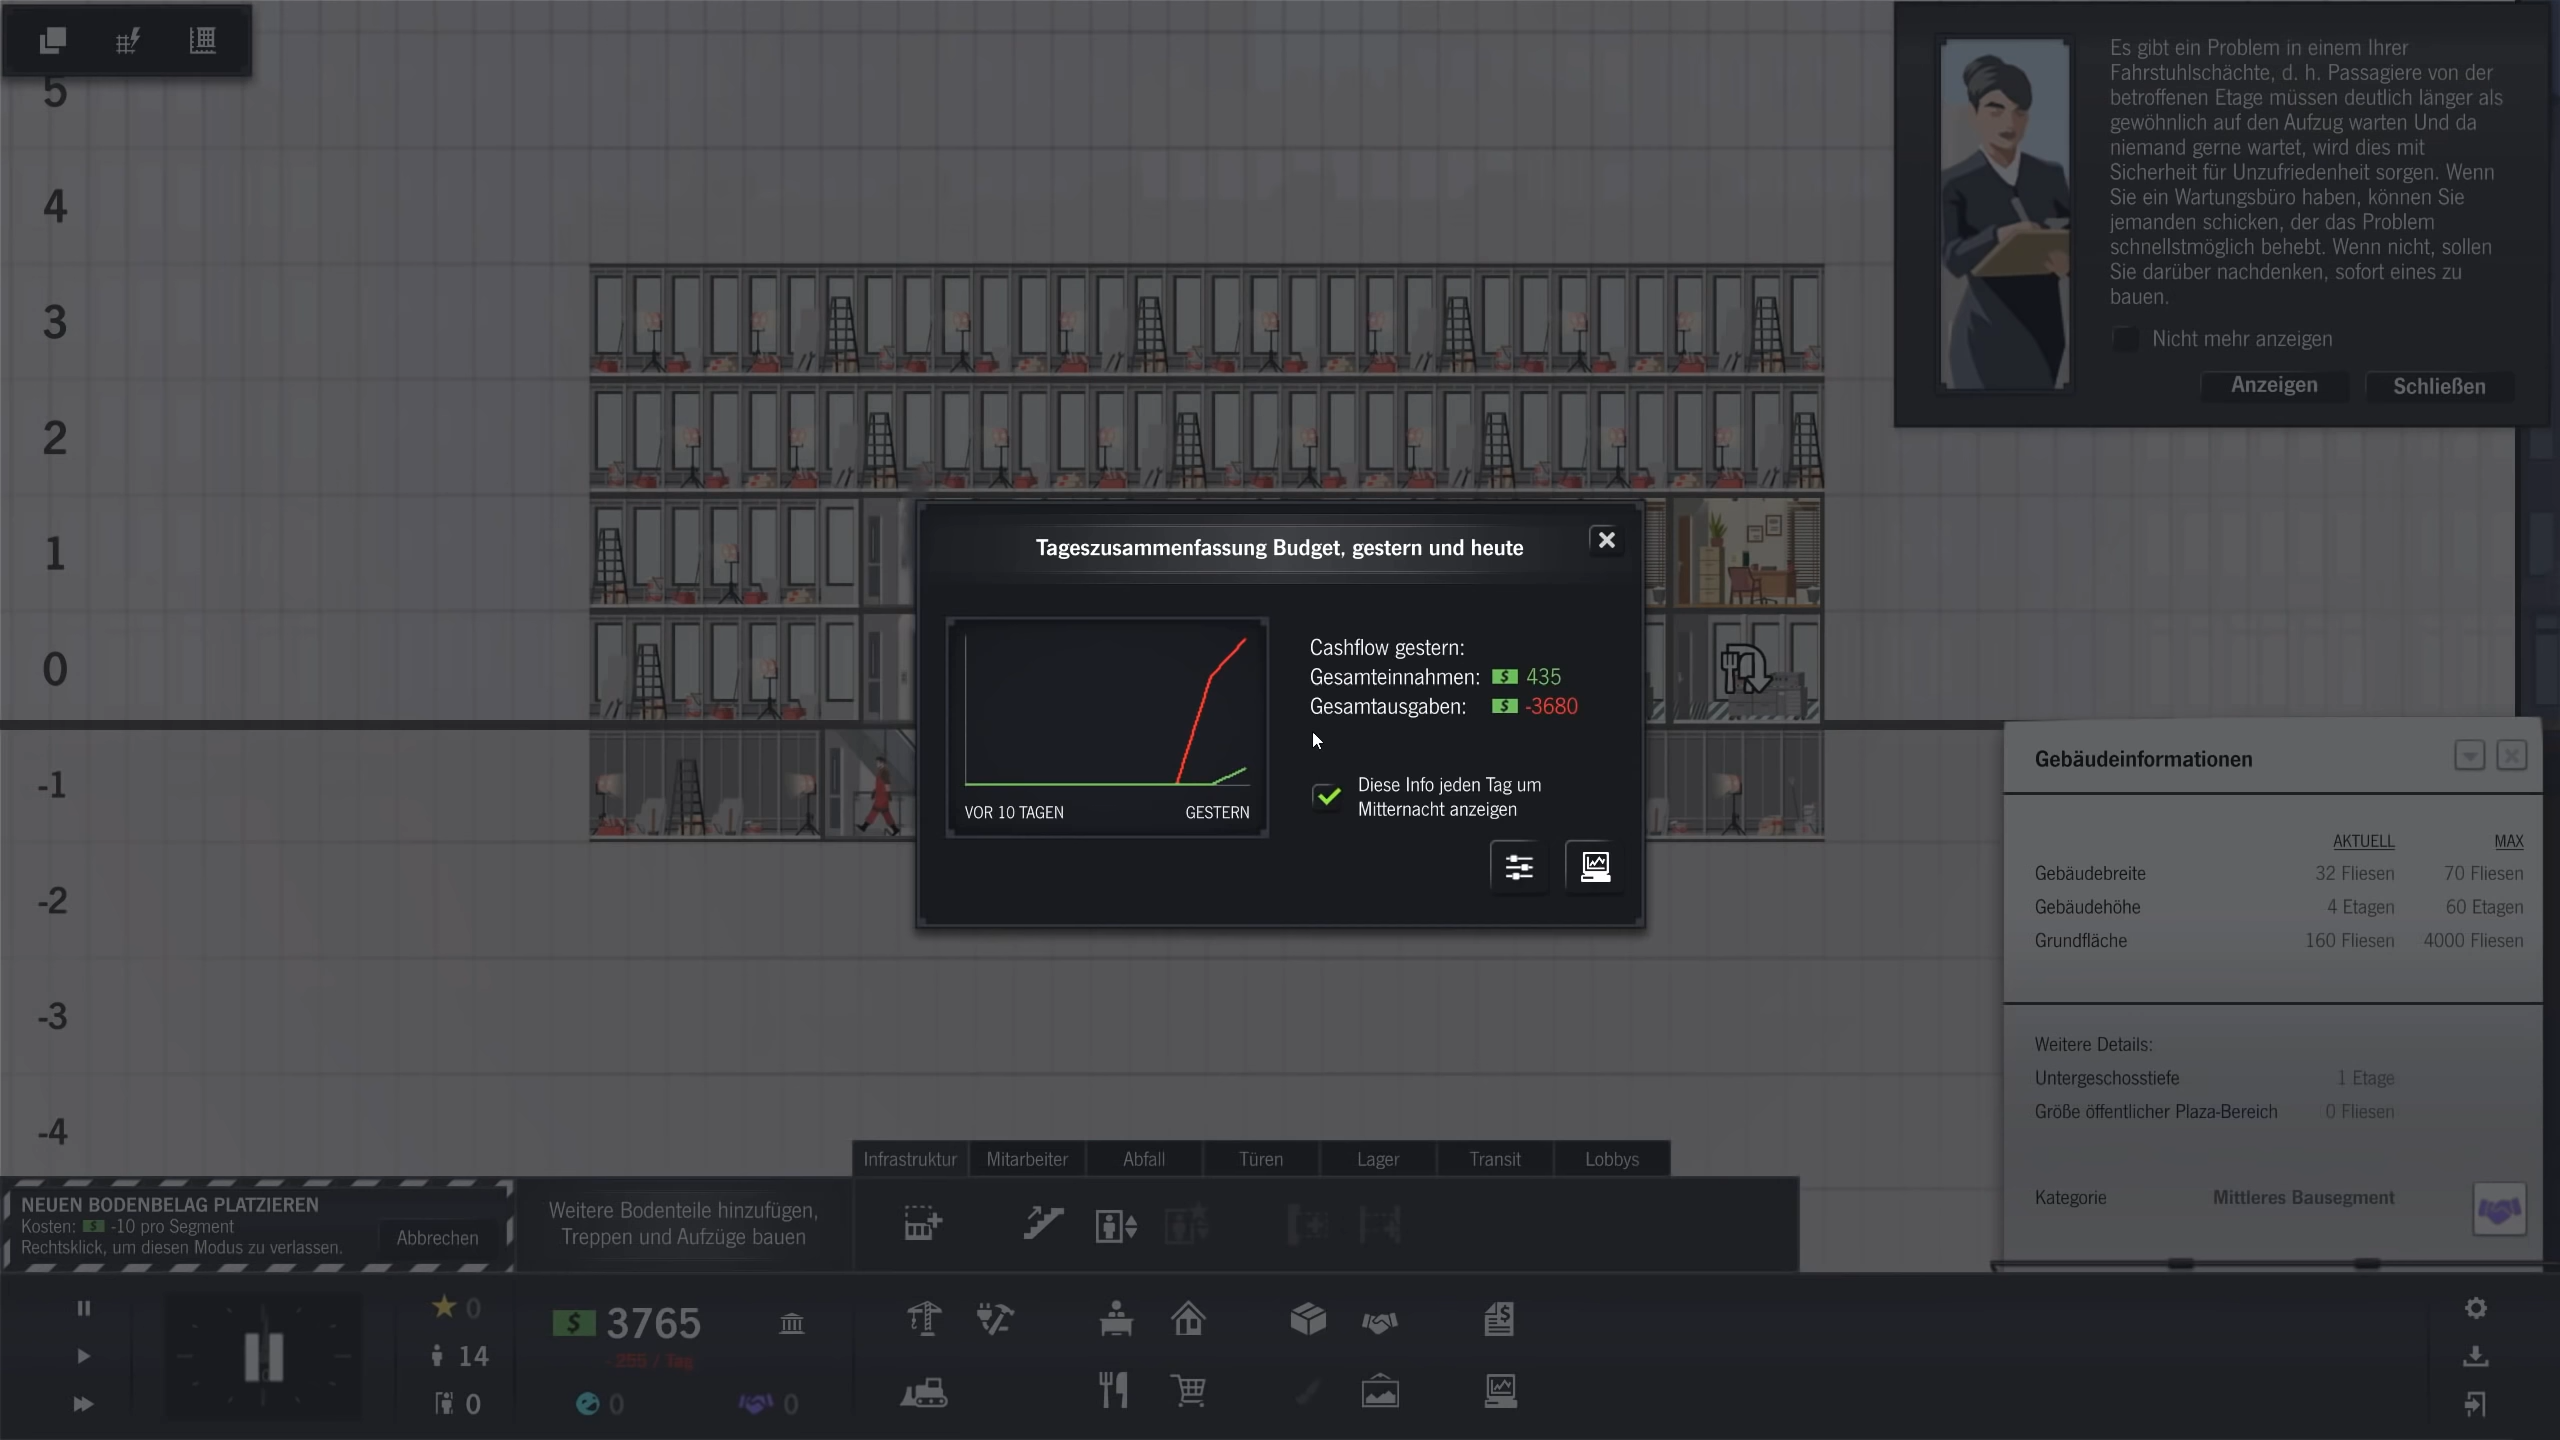 5
4
3
2
1
0
-1
-2
-3
-4
Es gibt ein Problem in einem Ihrer
Fahrstuhlschächte, d. h. Passagiere von der
betroffenen Etage müssen deutlich länger als
gewöhnlich auf den Aufzug warten Und da
niemand gerne wartet, wird dies mit
Sicherheit für Unzufriedenheit sorgen. Wenn
Sie ein Wartungsbüro haben, können Sie
jemanden schicken, der das Problem
schnellstmöglich behebt. Wenn nicht, sollen
Sie darüber nachdenken, sofort eines zu
bauen.
Nicht mehr anzeigen
Anzeigen
Schließen
Tageszusammenfassung Budget, gestern und heute
VOR 10 TAGEN
GESTERN
Cashflow gestern:
Gesamteinnahmen: $ 435
Gesamtausgaben: $ -3680
Diese Info jeden Tag um
Mitternacht anzeigen
Gebäudeinformationen
AKTUELL MAX
Gebäudebreite 32 Fliesen 70 Fliesen
Gebäudehöhe 4 Etagen 60 Etagen
Grundfläche 160 Fliesen 4000 Fliesen
Weitere Details:
Untergeschosstiefe 1 Etage
Größe öffentlicher Plaza-Bereich 0 Fliesen
Kategorie Mittleres Bausegment
Infrastruktur Mitarbeiter Abfall Türen Lager Transit Lobbys
NEUEN BODENBELAG PLATZIEREN
Kosten: $ -10 pro Segment
Rechtsklick, um diesen Modus zu verlassen.
Abbrechen
Weitere Bodenteile hinzufügen,
Treppen und Aufzüge bauen
0
14
0
$ 3765
-255 / Tag
0
0